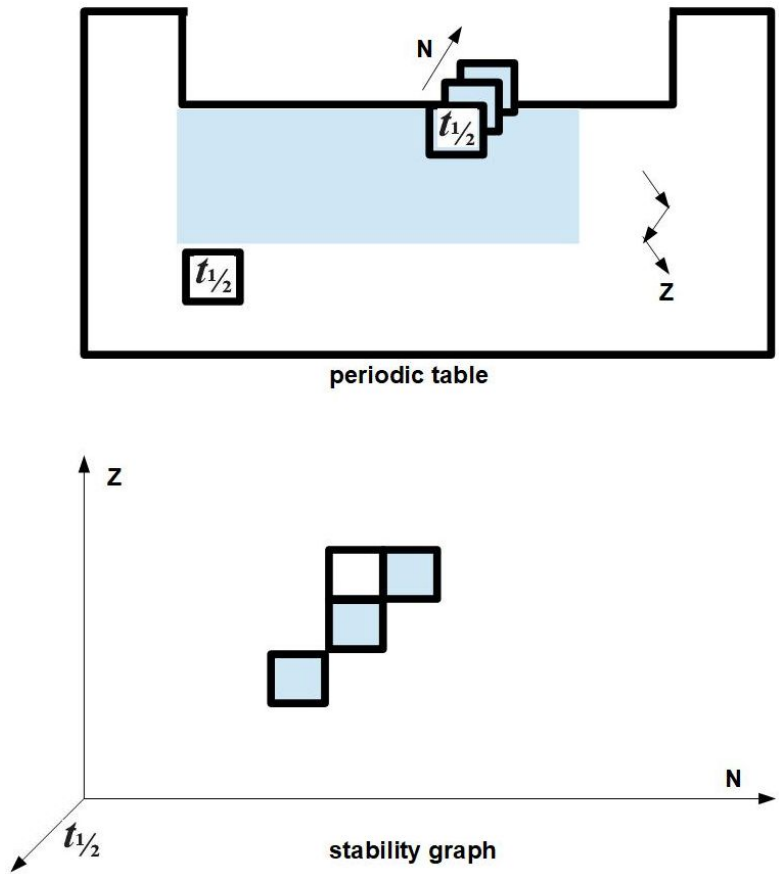 N
t1/2
t1/2
Z
periodic table
Z
N
t1/2
stability graph